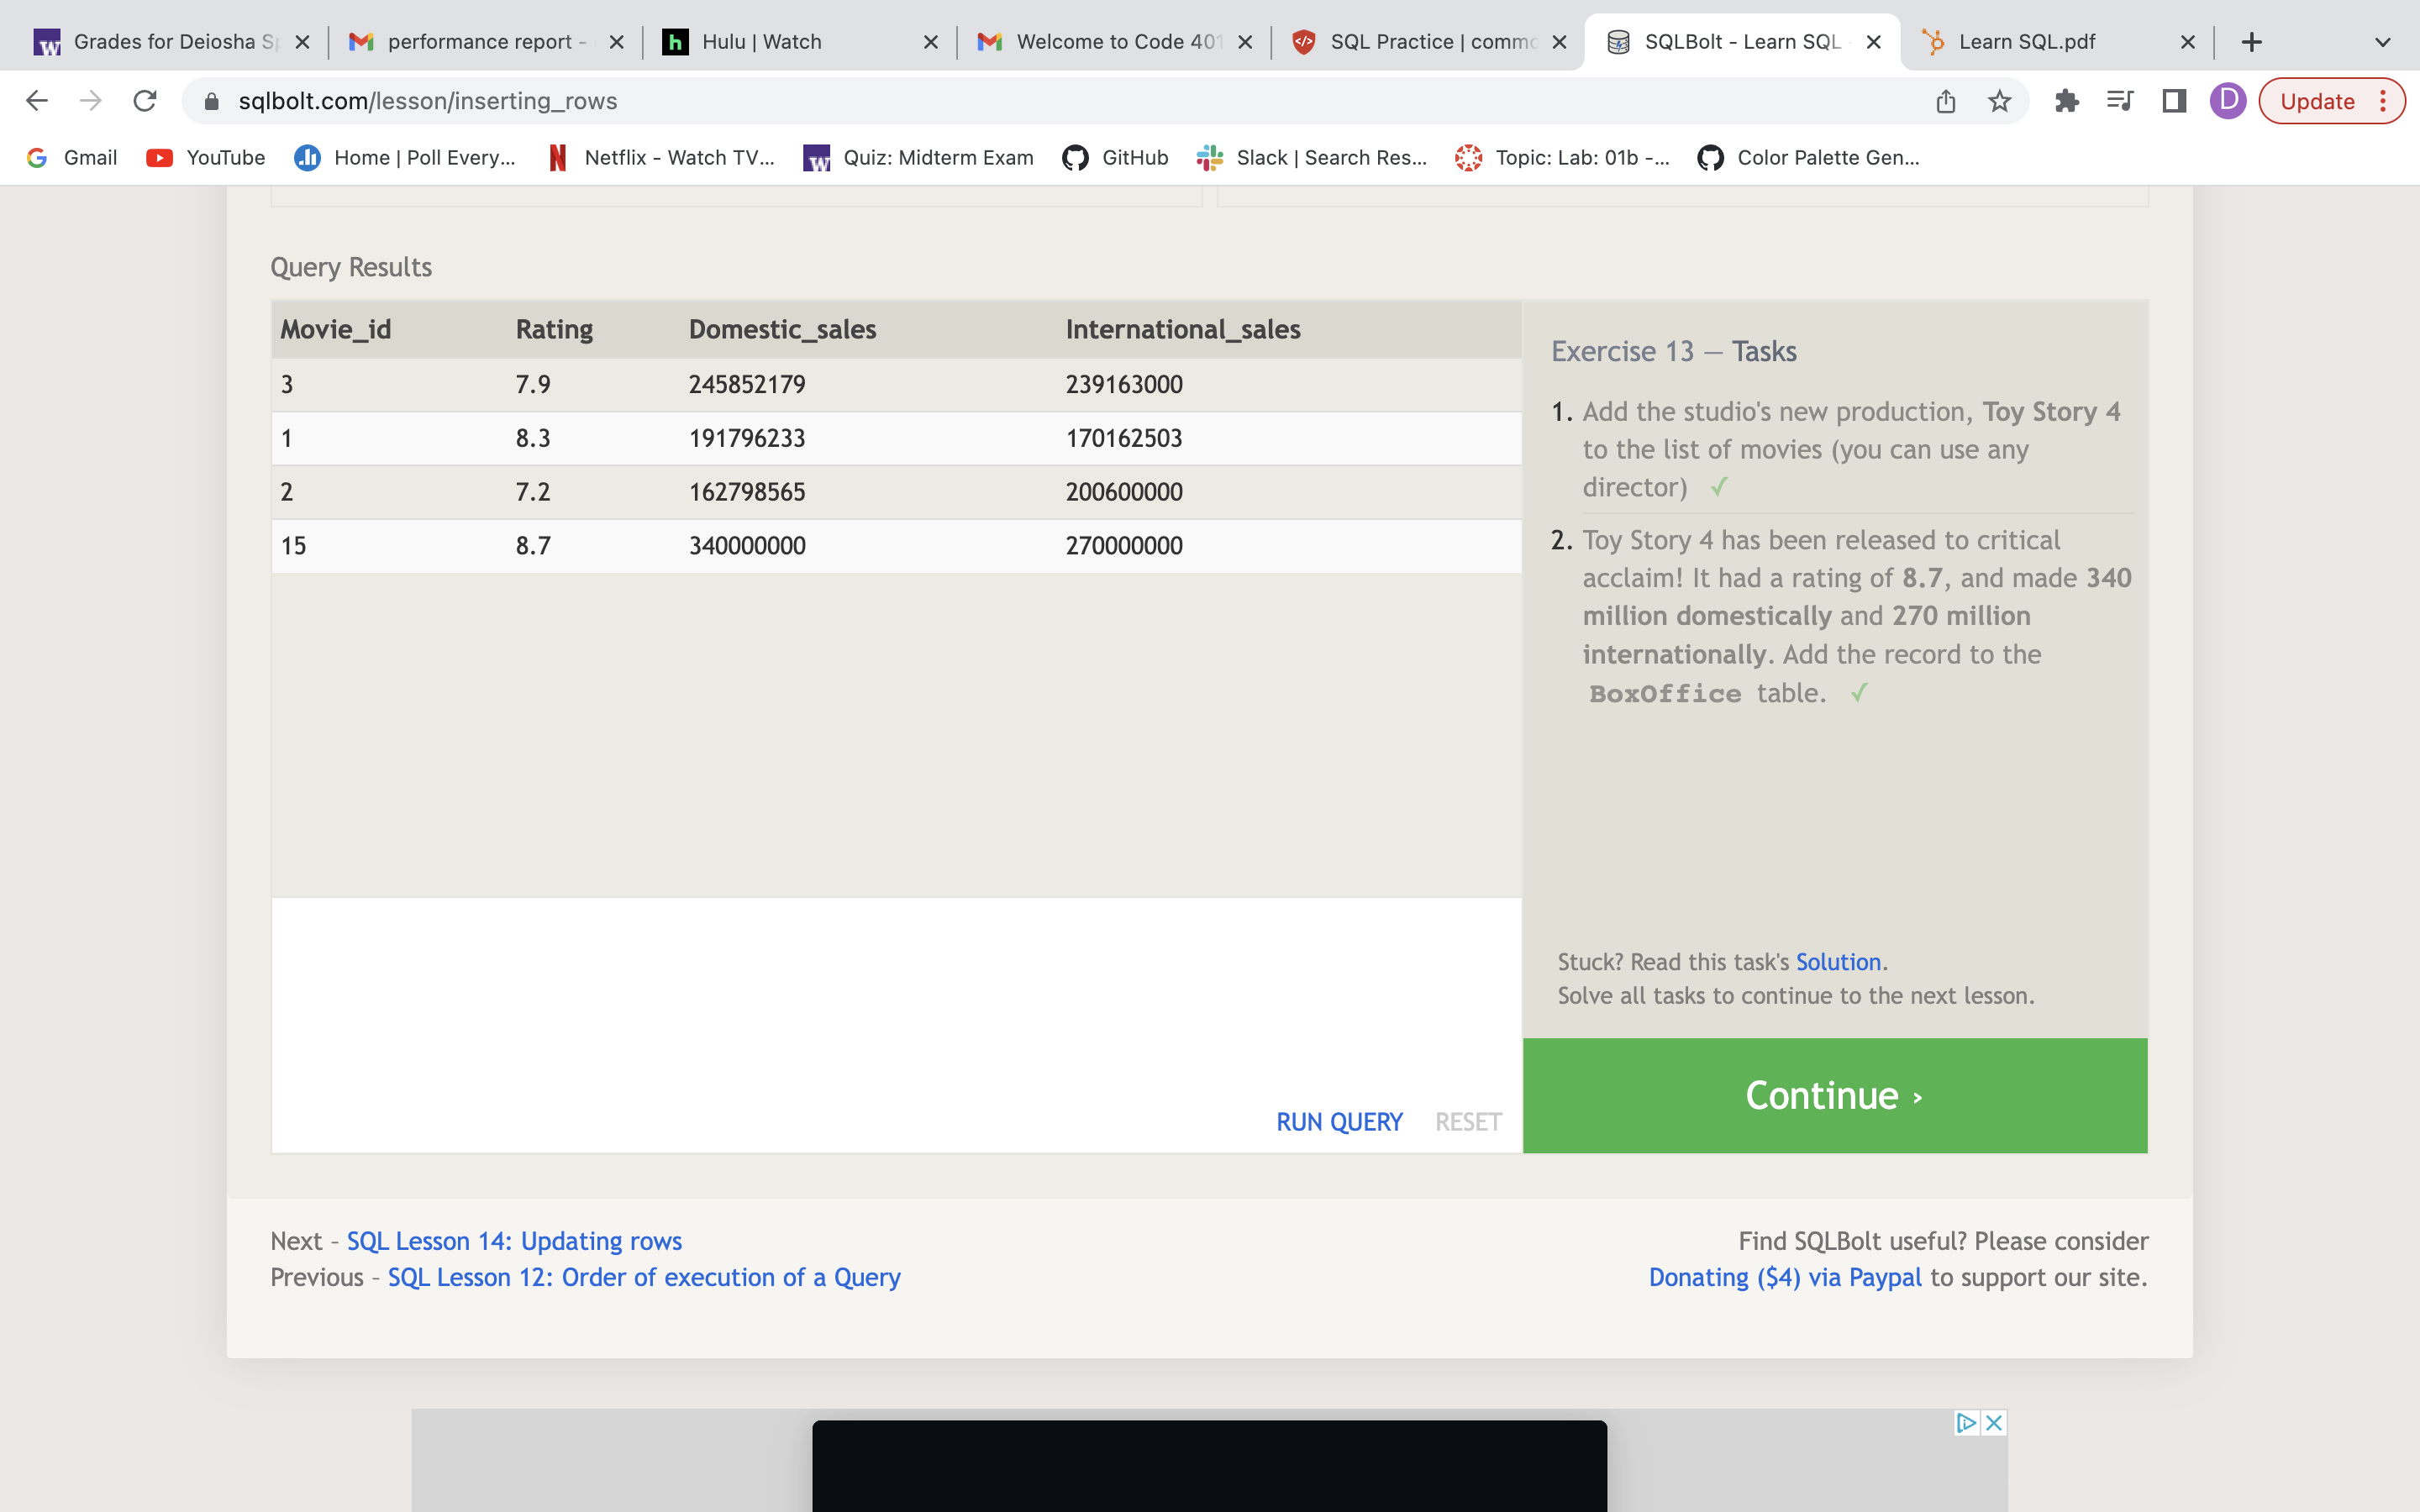 Grades for Deiosha Sp
performance report -
Hulu | Watch
Welcome to Code 401
SQL Practice | commo
SQLBolt - Learn SQL -
Learn SQL.pdf
sqlbolt.com/lesson/inserting_rows
D
Update
Gmail
YouTube
Home | Poll Every...
Netflix - Watch TV...
Quiz: Midterm Exam
GitHub
Slack | Search Res...
Topic: Lab: 01b -...
Color Palette Gen...
Query Results
Movie_id Rating Domestic_sales International_sales
3 7.9 245852179 239163000
1 8.3 191796233 170162503
2 7.2 162798565 200600000
15 8.7 340000000 270000000
RUN QUERY RESET
Exercise 13 — Tasks
1. Add the studio's new production, Toy Story 4
to the list of movies (you can use any
director) ✓
2. Toy Story 4 has been released to critical
acclaim! It had a rating of 8.7, and made 340
million domestically and 270 million
internationally. Add the record to the
BoxOffice table. ✓
Stuck? Read this task's Solution.
Solve all tasks to continue to the next lesson.
Continue ›
Next – SQL Lesson 14: Updating rows
Previous – SQL Lesson 12: Order of execution of a Query
Find SQLBolt useful? Please consider
Donating ($4) via Paypal to support our site.